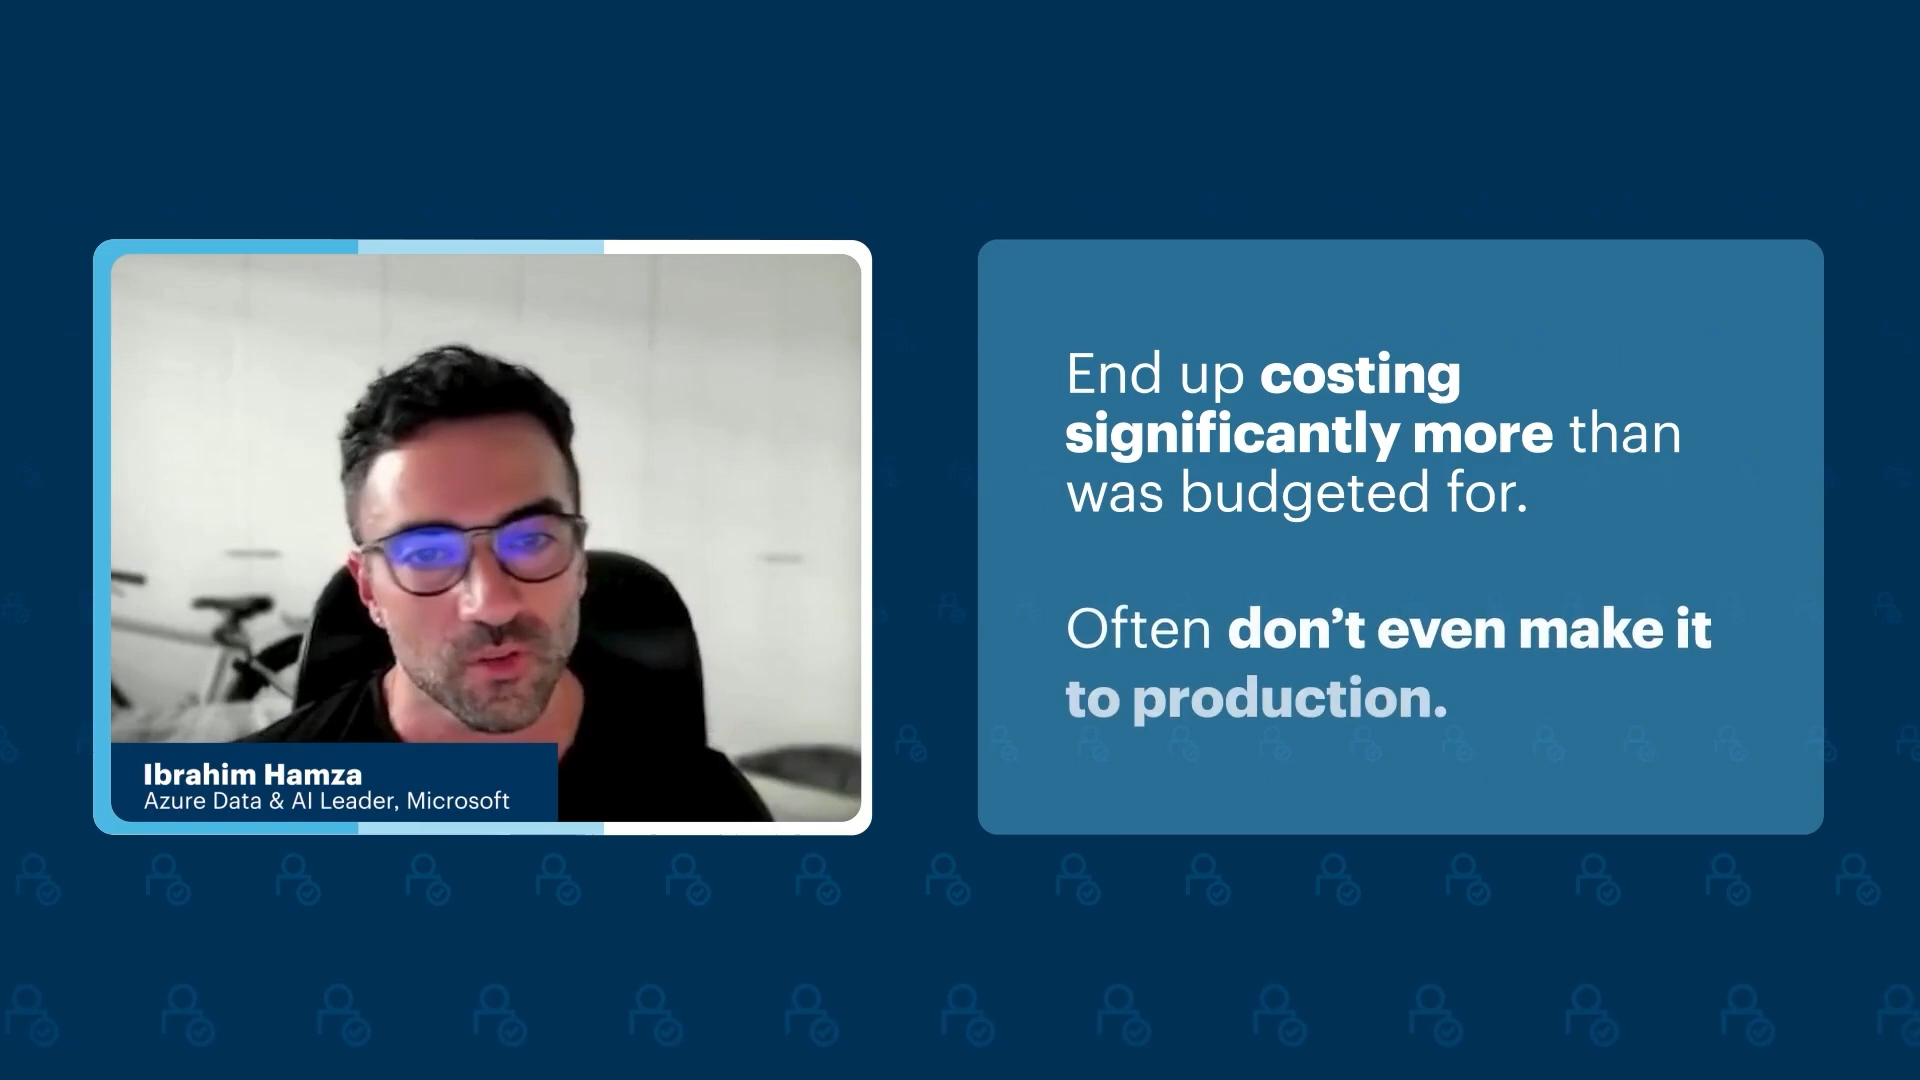 Ibrahim Hamza
Azure Data & AI Leader, Microsoft
End up costing
significantly more than
was budgeted for.
Often don’t even make it
to production.